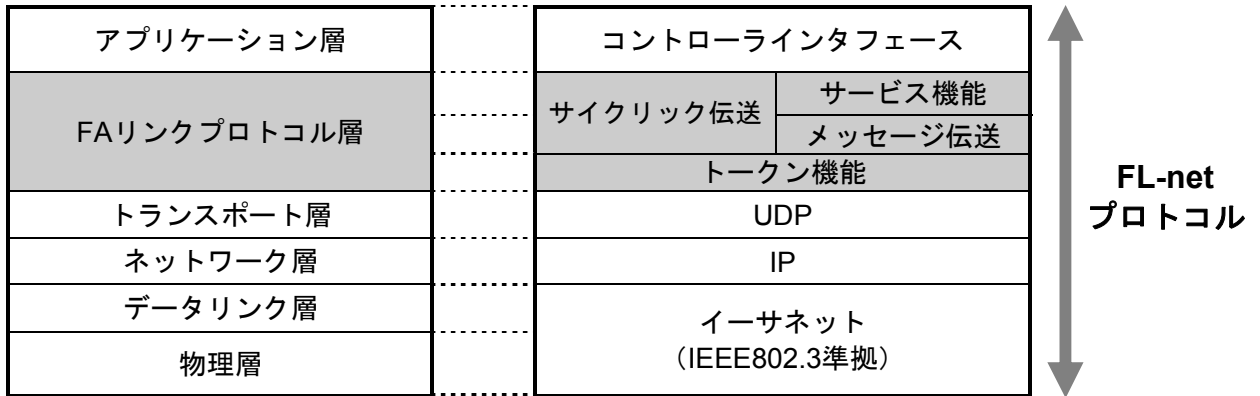 アプリケーション層
FAリンクプロトコル層
トランスポート層
ネットワーク層
データリンク層
物理層
コントローラインタフェース
サイクリック伝送
サービス機能
メッセージ伝送
トークン機能
UDP
IP
イーサネット
（IEEE802.3準拠）
FL-net
プロトコル